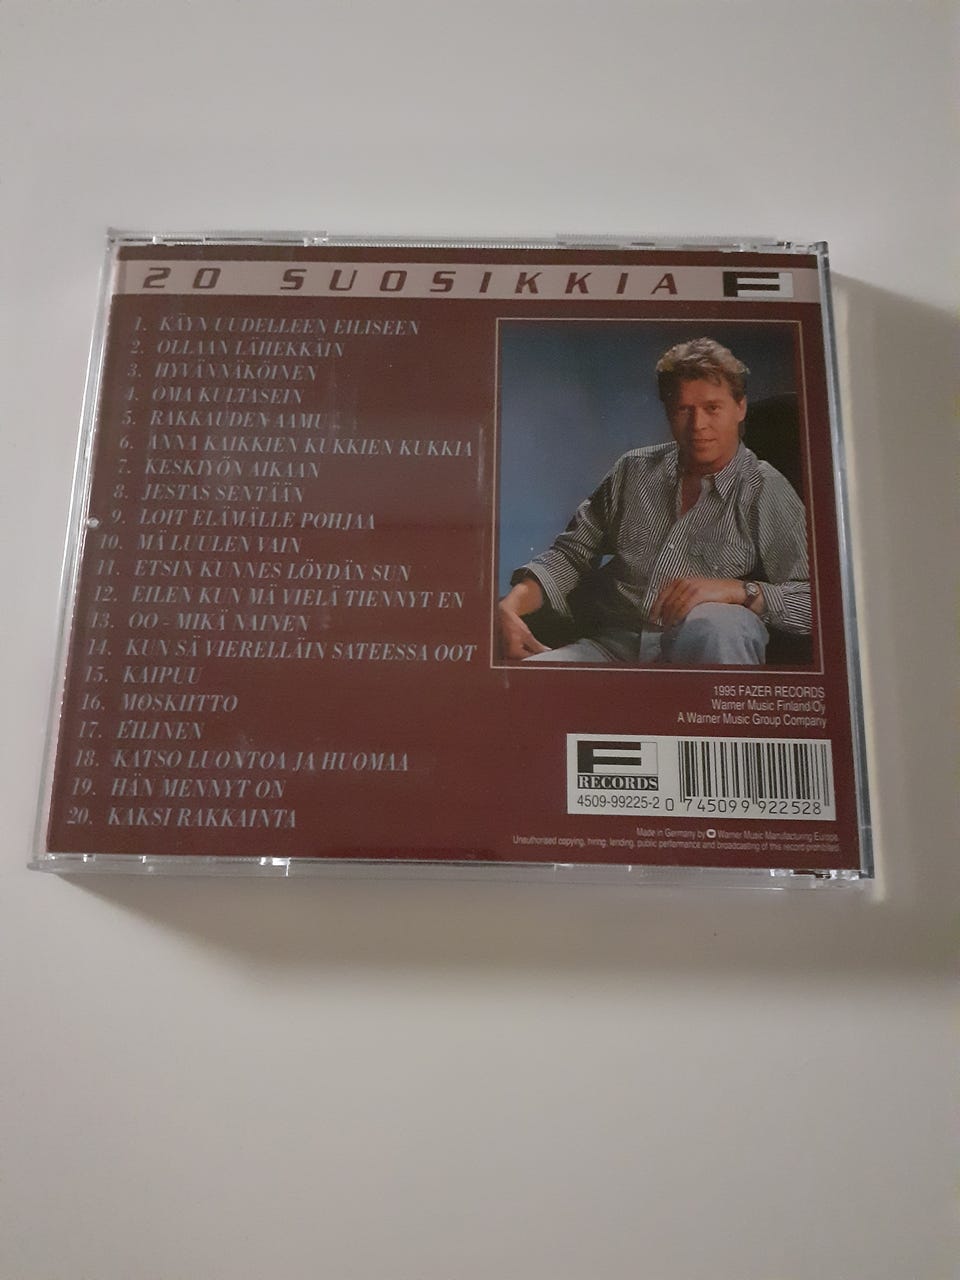 20 SUOSIKKIA F
1. KÄYN UUDELLEEN EILISEEN
2. OLLAAN LÄHEKKÄIN
3. HYVÄNNÄKÖINEN
4. OMA KULTASEIN
5. RAKKAUDEN AAMU
6. ANNA KAIKKIEN KUKKIEN KUKKIA
7. KESKIYÖN AIKAAN
8. JESTAS SENTÄÄN
9. LOIT ELÄMÄLLE POHJAA
10. MÄ LUULEN VAIN
11. ETSIN KUNNES LÖYDÄN SUN
12. EILEN KUN MÄ VIELÄ TIENNYT EN
13. OO - MIKÄ NAINEN
14. KUN SÄ VIERELLÄIN SATEESSA OOT
15. KAIPUU
16. MOSKIITTO
17. EILINEN
18. KATSO LUONTOA JA HUOMAA
19. HÄN MENNYT ON
20. KAKSI RAKKAINTA
1995 FAZER RECORDS
Warner Music Finland Oy
A Warner Music Group Company
F
RECORDS
4509-99225-2
0 745099 922528
Made in Germany by Warner Music Manufacturing Europe.
Unauthorised copying, hiring, lending, public performance and broadcasting of this record prohibited.